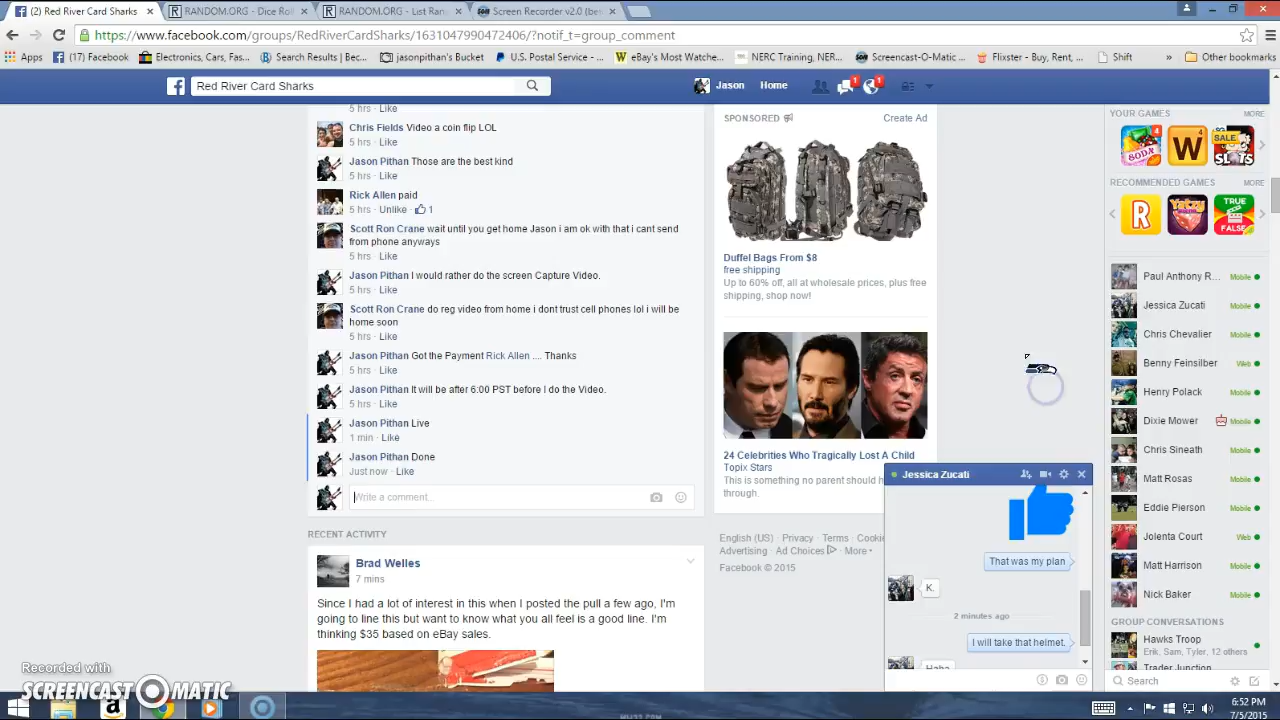 (2) Red River Card Sharks
RANDOM.ORG - Dice Roll
RANDOM.ORG - List Ran
Screen Recorder v2.0 (be
https://www.facebook.com/groups/RedRiverCardSharks/1631047990472406/?notif_t=group_comment
Apps
(17) Facebook
Electronics, Cars, Fas
Search Results | Bec
jasonpithan's Bucket
U.S. Postal Service -
eBay's Most Watche
NERC Training, NER
Screencast-O-Matic
Flixster - Rent, Mark
Shift
Other bookmarks
Red River Card Sharks
Jason
Home
1
1
5 hrs · Like
Chris Fields Video a coin flip LOL
5 hrs · Like
Jason Pithan Those are the best kind
5 hrs · Like
Rick Allen paid
5 hrs · Unlike · 1
Scott Ron Crane wait until you get home Jason i am ok with that i cant send
from phone anyways
5 hrs · Like
Jason Pithan I would rather do the screen Capture Video.
5 hrs · Like
Scott Ron Crane do reg video from home i dont trust cell phones lol i will be
home soon
5 hrs · Like
Jason Pithan Got the Payment Rick Allen .... Thanks
5 hrs · Like
Jason Pithan It will be after 6:00 PST before I do the Video.
5 hrs · Like
Jason Pithan Live
1 min · Like
Jason Pithan Done
Just now · Like
Write a comment...
RECENT ACTIVITY
Brad Welles
7 mins
Since I had a lot of interest in this when I posted the pull a few ago, I'm
going to line this but want to know what you all feel is a good line. I'm
thinking $35 based on eBay sales.
SPONSORED
Create Ad
Duffel Bags From $8
free shipping
Up to 60% off, all at wholesale prices, plus free
shipping, shop now!
24 Celebrities Who Tragically Lost A Child
Topix Stars
This is something no parent should h
through.
English (US) · Privacy · Terms · Cookie
Advertising · Ad Choices · More
Facebook © 2015
Jessica Zucati
That was my plan
K.
2 minutes ago
I will take that helmet.
Haha
YOUR GAMES
MORE
4
SODA
W
4
SALE
SLOTS
RECOMMENDED GAMES
MORE
R
TRUE
FALSE
Paul Anthony R...
Mobile
Jessica Zucati
Mobile
Chris Chevalier
Mobile
Benny Feinsilber
Web
Henry Polack
Mobile
Dixie Mower
Mobile
Chris Sineath
Mobile
Matt Rosas
Mobile
Eddie Pierson
Mobile
Jolenta Court
Web
Matt Harrison
Mobile
Nick Baker
Mobile
GROUP CONVERSATIONS
Hawks Troop
Erik, Sam, Tyler, 12 others
Trader Junction
Search
Recorded with
SCREENCAST-O-MATIC
6:52 PM
7/5/2015